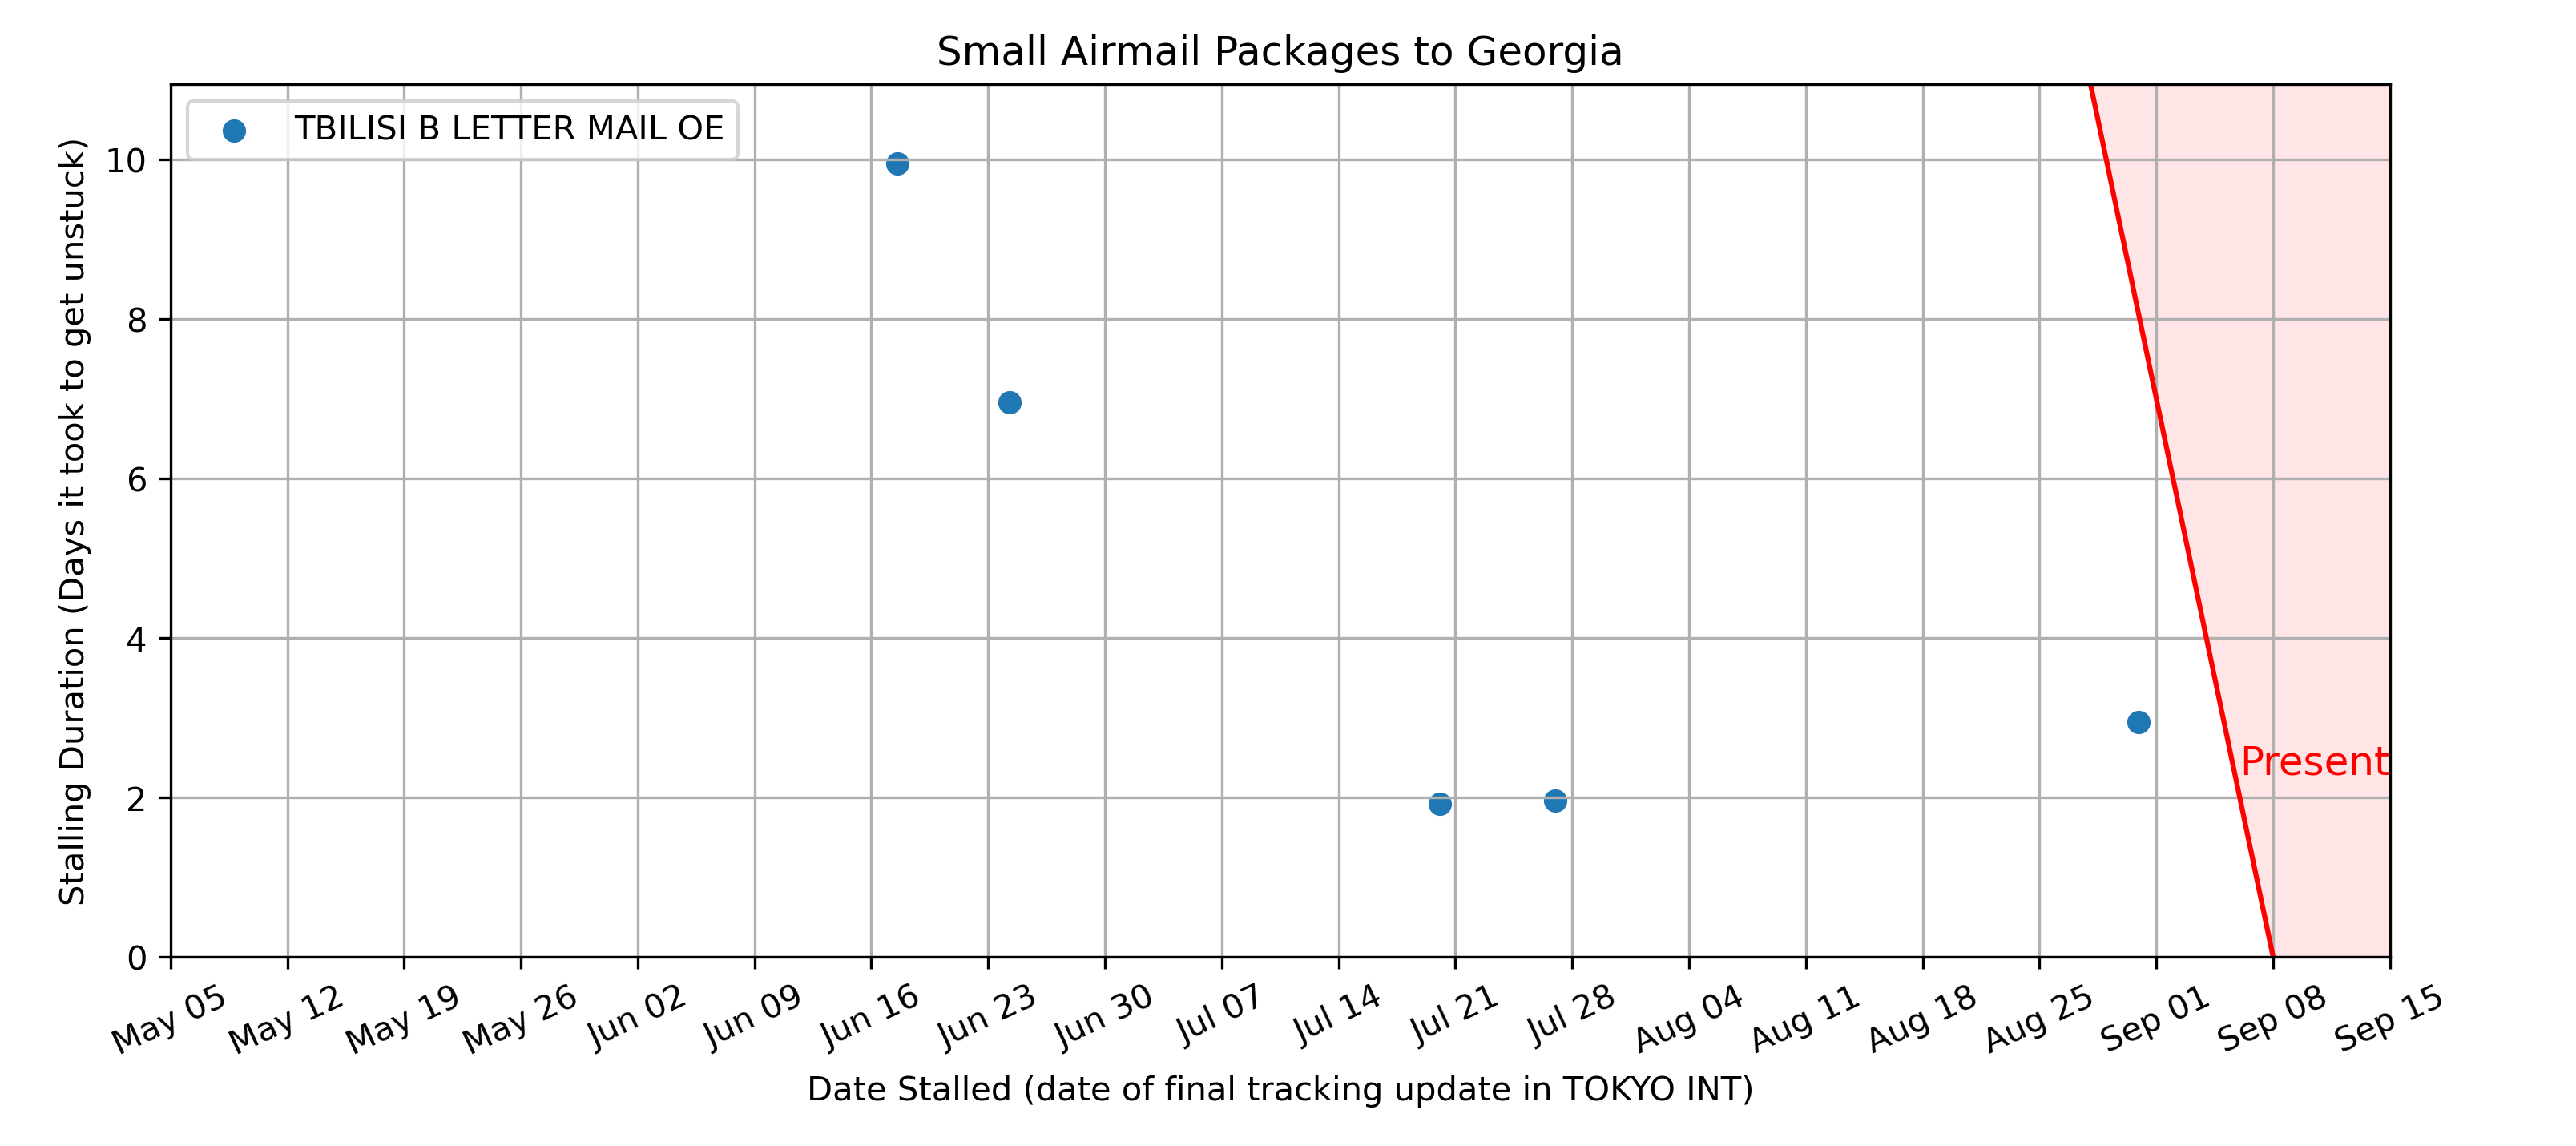 Small Airmail Packages to Georgia
TBILISI B LETTER MAIL OE
Stalling Duration (Days it took to get unstuck)
10
8
6
4
2
0
Present
May 05
May 12
May 19
May 26
Jun 02
Jun 09
Jun 16
Jun 23
Jun 30
Jul 07
Jul 14
Jul 21
Jul 28
Aug 04
Aug 11
Aug 18
Aug 25
Sep 01
Sep 08
Sep 15
Date Stalled (date of final tracking update in TOKYO INT)